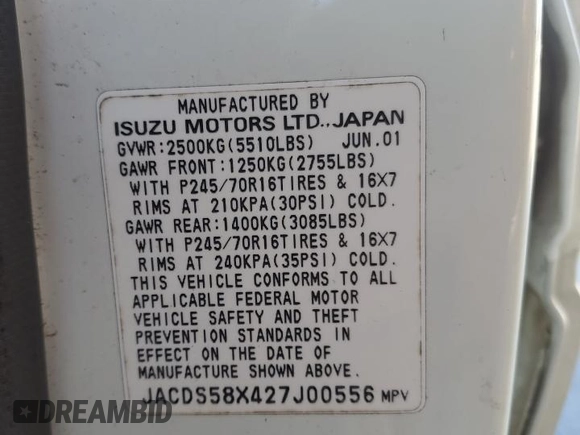 MANUFACTURED BY
ISUZU MOTORS LTD., JAPAN
GVWR:2500KG(5510LBS) JUN.01
GAWR FRONT:1250KG(2755LBS)
WITH P245/70R16TIRES & 16X7
RIMS AT 210KPA(30PSI) COLD.
GAWR REAR:1400KG(3085LBS)
WITH P245/70R16TIRES & 16X7
RIMS AT 240KPA(35PSI) COLD.
THIS VEHICLE CONFORMS TO ALL
APPLICABLE FEDERAL MOTOR
VEHICLE SAFETY AND THEFT
PREVENTION STANDARDS IN
EFFECT ON THE DATE OF
MANUFACTURE SHOWN ABOVE.
JACDS58X427J00556 MPV
DREAMBID